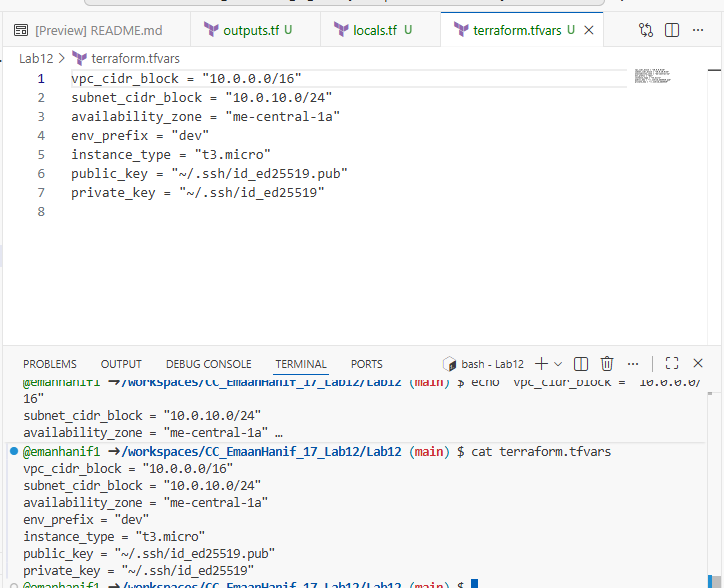 [Preview] README.md
outputs.tf U
locals.tf U
terraform.tfvars U
Lab12 > terraform.tfvars
1 vpc_cidr_block = "10.0.0.0/16"
2 subnet_cidr_block = "10.0.10.0/24"
3 availability_zone = "me-central-1a"
4 env_prefix = "dev"
5 instance_type = "t3.micro"
6 public_key = "~/.ssh/id_ed25519.pub"
7 private_key = "~/.ssh/id_ed25519"
8
PROBLEMS OUTPUT DEBUG CONSOLE TERMINAL PORTS bash - Lab12
@emanhanif1 ➜/workspaces/CC_EmaanHanif_17_Lab12/Lab12 (main) $ echo "vpc_cidr_block = "10.0.0.0/
16"
subnet_cidr_block = "10.0.10.0/24"
availability_zone = "me-central-1a" …
@emanhanif1 ➜/workspaces/CC_EmaanHanif_17_Lab12/Lab12 (main) $ cat terraform.tfvars
vpc_cidr_block = "10.0.0.0/16"
subnet_cidr_block = "10.0.10.0/24"
availability_zone = "me-central-1a"
env_prefix = "dev"
instance_type = "t3.micro"
public_key = "~/.ssh/id_ed25519.pub"
private_key = "~/.ssh/id_ed25519"
@emanhanif1 ➜/workspaces/CC_EmaanHanif_17_Lab12/Lab12 (main) $